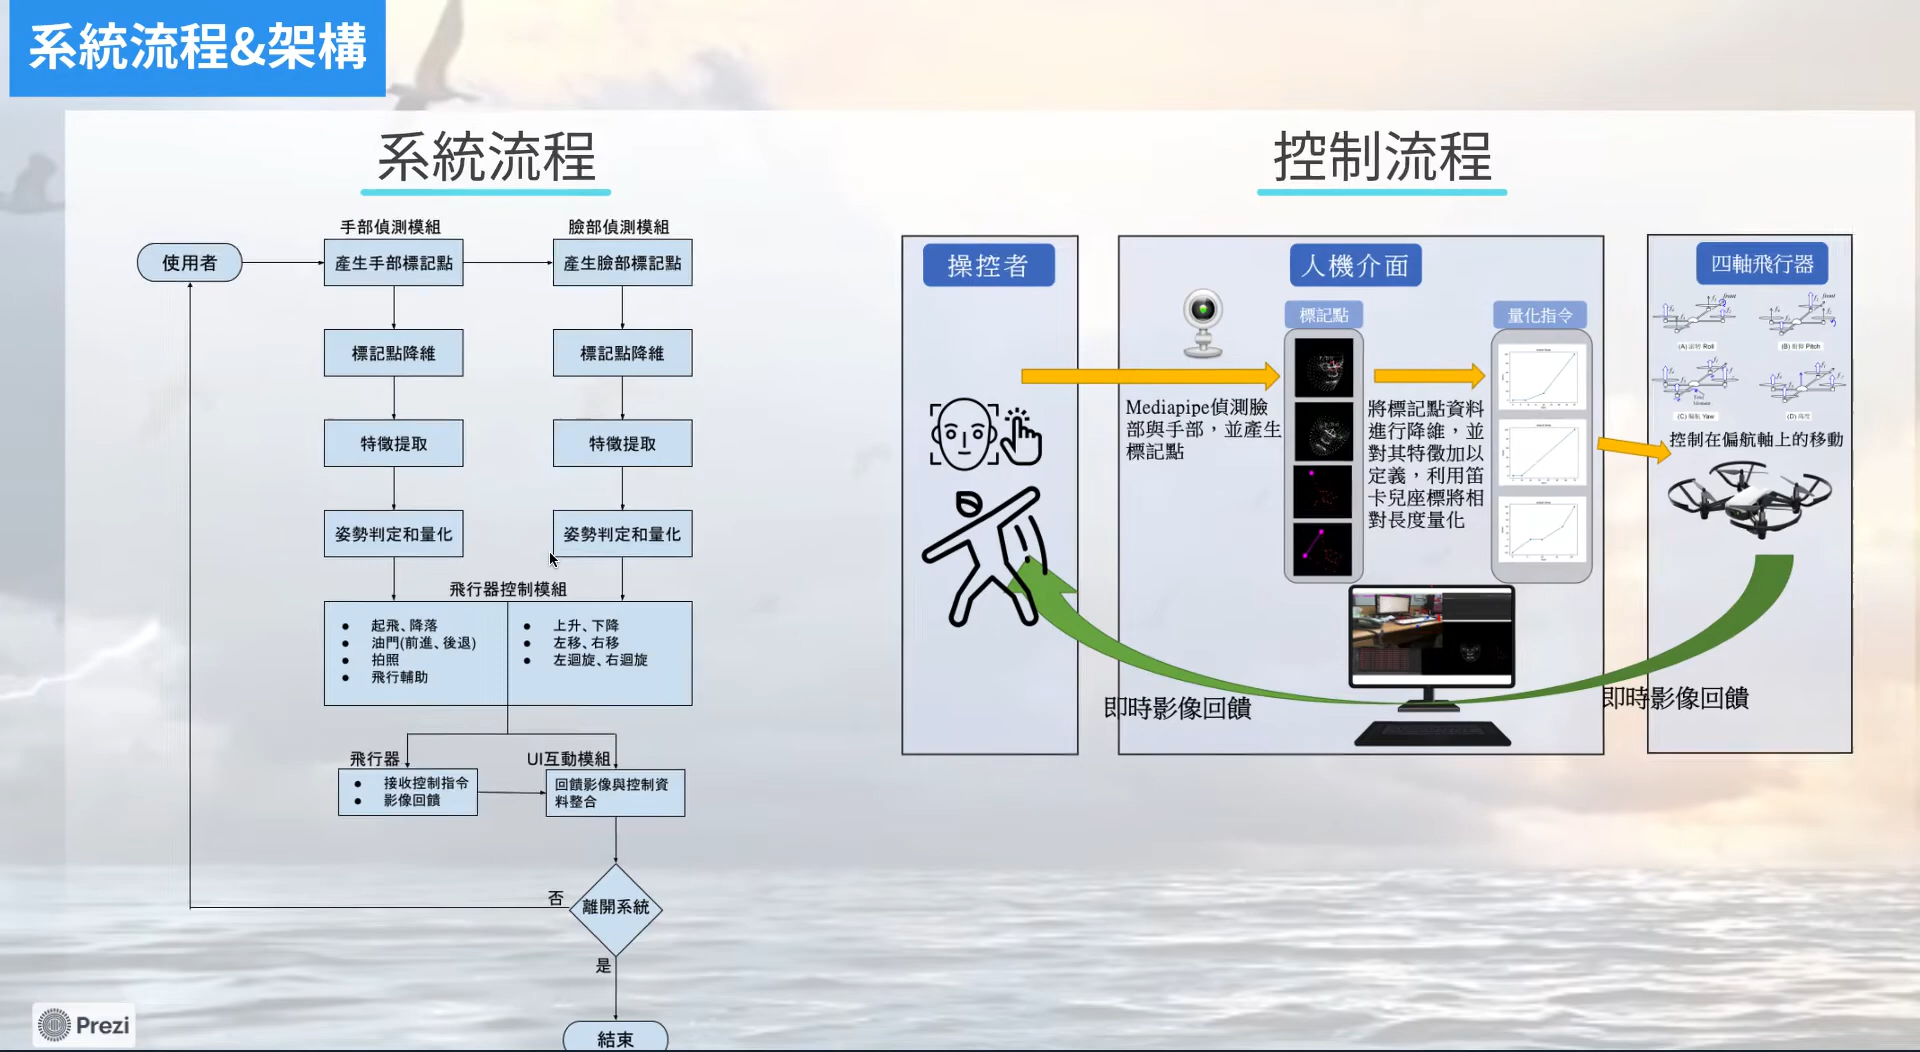 系統流程&架構
系統流程
手部偵測模組
臉部偵測模組
使用者
產生手部標記點
產生臉部標記點
標記點降維
標記點降維
特徵提取
特徵提取
姿勢判定和量化
姿勢判定和量化
飛行器控制模組
起飛、降落
油門(前進、後退)
拍照
飛行輔助
上升、下降
左移、右移
左迴旋、右迴旋
飛行器
接收控制指令
影像回饋
UI互動模組
回饋影像與控制資
料整合
離開系統
否
是
結束
控制流程
操控者
人機介面
標記點
量化指令
Mediapipe偵測臉
部與手部，並產生
標記點
將標記點資料
進行降維，並
對其特徵加以
定義，利用笛
卡兒座標將相
對長度量化
四軸飛行器
front
front
(A) 滾轉 Roll
(B) 俯仰 Pitch
(C) 偏航 Yaw
(D) 高度
控制在偏航軸上的移動
即時影像回饋
即時影像回饋
Prezi